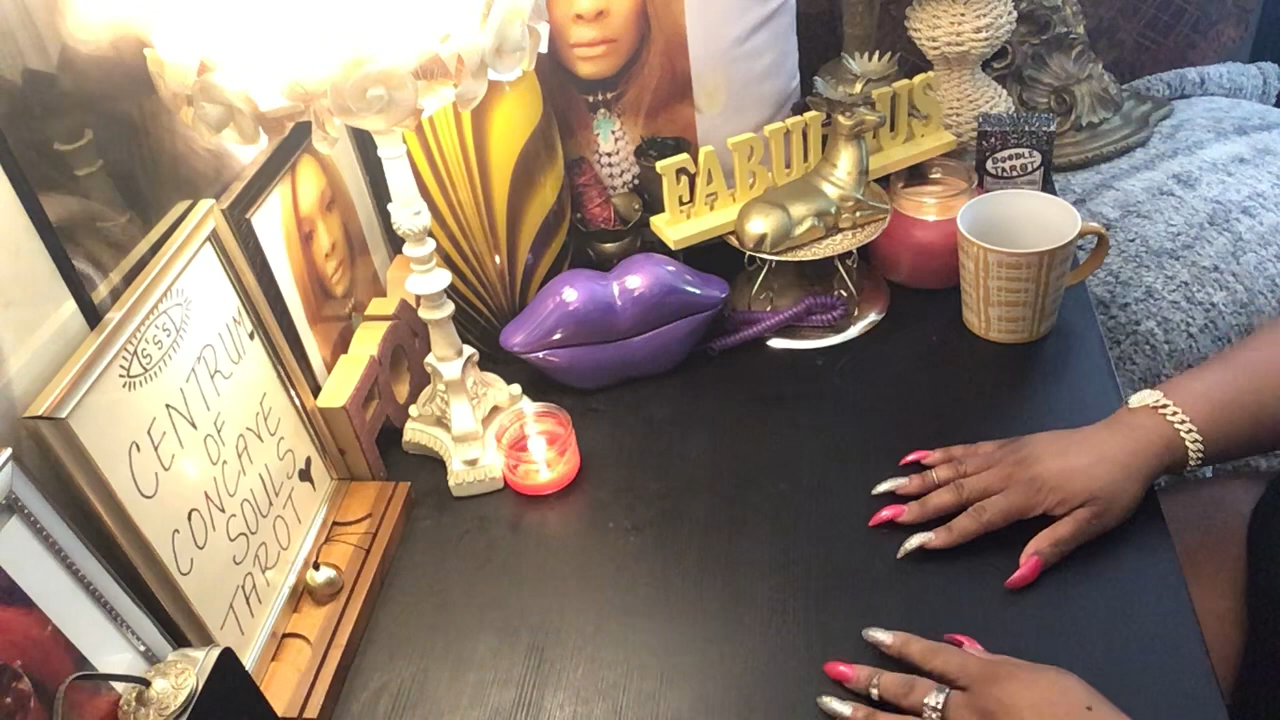 S'S'S
CENTRUM
OF
CONCAVE
SOULS
TAROT
FABULOUS
DOODLE
TAROT